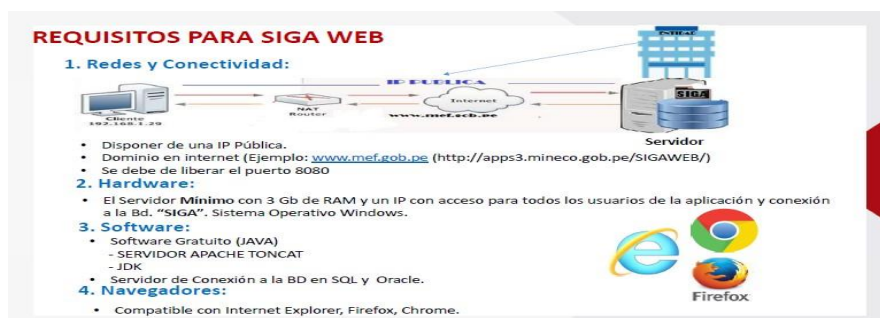 REQUISITOS PARA SIGA WEB
ENTIDAD
1. Redes y Conectividad:
IP PUBLICA
SIGA
Internet
NAT
Router
www.mef.gob.pe
Cliente
192.168.1.29
Servidor
• Disponer de una IP Pública.
• Dominio en internet (Ejemplo: www.mef.gob.pe (http://apps3.mineco.gob.pe/SIGAWEB/)
• Se debe de liberar el puerto 8080
2. Hardware:
• El Servidor Mínimo con 3 Gb de RAM y un IP con acceso para todos los usuarios de la aplicación y conexión
a la Bd. “SIGA”. Sistema Operativo Windows.
3. Software:
• Software Gratuito (JAVA)
- SERVIDOR APACHE TONCAT
- JDK
• Servidor de Conexión a la BD en SQL y Oracle.
4. Navegadores:
Firefox
• Compatible con Internet Explorer, Firefox, Chrome.